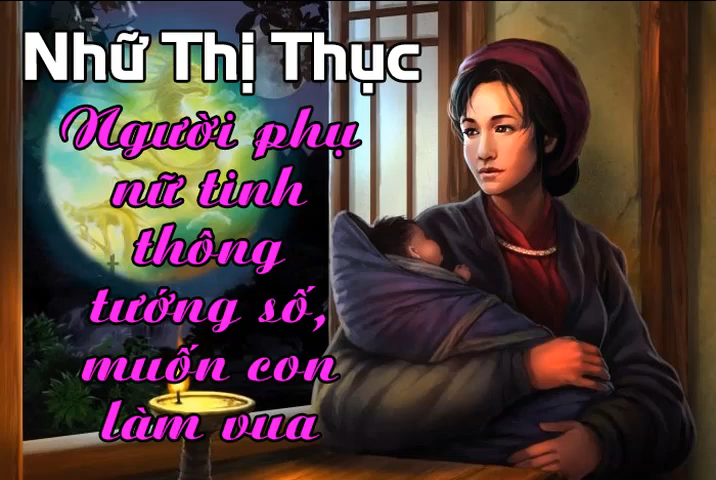 Nhữ Thị Thục
Người phụ
nữ tinh
thông
tướng số,
muốn con
làm vua